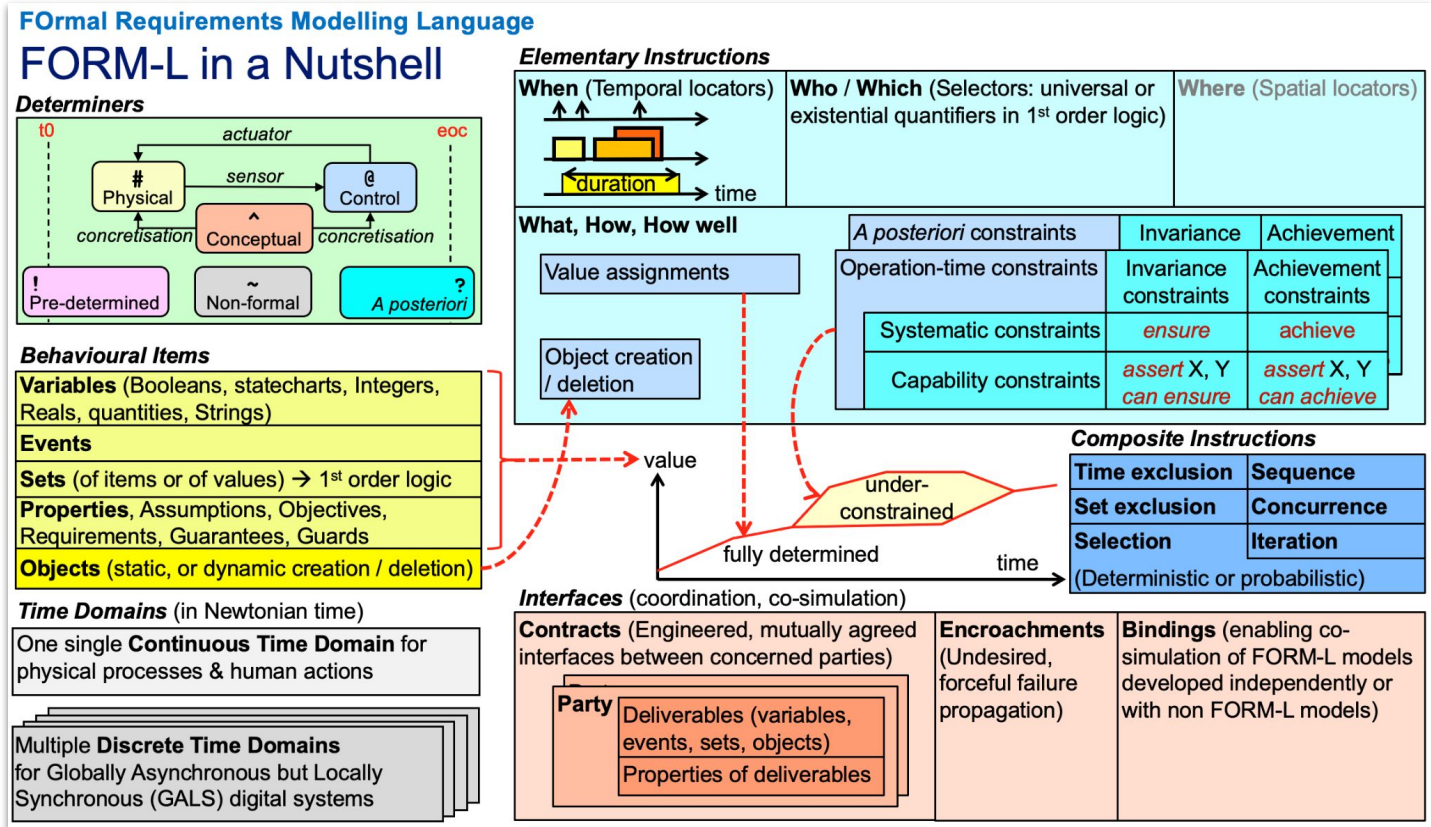 FOrmal Requirements Modelling Language
FORM-L in a Nutshell
Determiners
t0
eoc
actuator
#
Physical
sensor
@
Control
^
Conceptual
concretisation
concretisation
!
Pre-determined
~
Non-formal
?
A posteriori
Behavioural Items
Variables (Booleans, statecharts, Integers,
Reals, quantities, Strings)
Events
Sets (of items or of values) → 1st order logic
Properties, Assumptions, Objectives,
Requirements, Guarantees, Guards
Objects (static, or dynamic creation / deletion)
Time Domains (in Newtonian time)
One single Continuous Time Domain for
physical processes & human actions
Multiple Discrete Time Domains
for Globally Asynchronous but Locally
Synchronous (GALS) digital systems
Elementary Instructions
When (Temporal locators)
duration
time
Who / Which (Selectors: universal or
existential quantifiers in 1st order logic)
Where (Spatial locators)
What, How, How well
Value assignments
Object creation
/ deletion
A posteriori constraints
Invariance
Achievement
Operation-time constraints
Invariance
constraints
Achievement
constraints
Systematic constraints
ensure
achieve
Capability constraints
assert X, Y
can ensure
assert X, Y
can achieve
value
under-
constrained
fully determined
time
Composite Instructions
Time exclusion
Sequence
Set exclusion
Concurrence
Selection
Iteration
(Deterministic or probabilistic)
Interfaces (coordination, co-simulation)
Contracts (Engineered, mutually agreed
interfaces between concerned parties)
Party
Deliverables (variables,
events, sets, objects)
Properties of deliverables
Encroachments
(Undesired,
forceful failure
propagation)
Bindings (enabling co-
simulation of FORM-L models
developed independently or
with non FORM-L models)